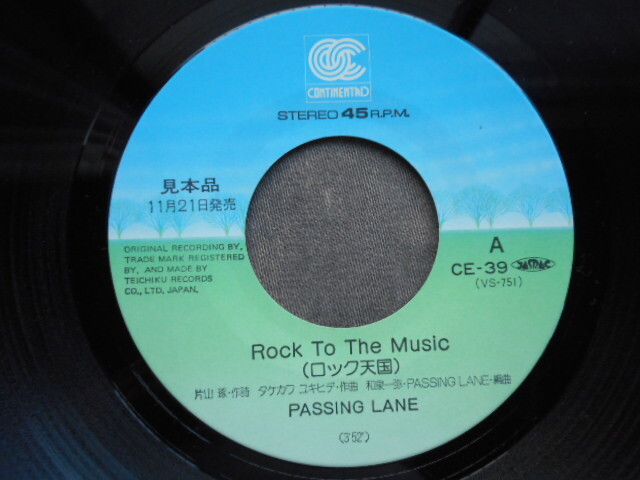 CONTINENTAL
STEREO 45 R.P.M.
見本品
11月21日発売
ORIGINAL RECORDING BY,
TRADE MARK REGISTERED
BY, AND MADE BY
TEICHIKU RECORDS
CO., LTD. JAPAN.
A
CE-39 JASRAC
(VS-751)
Rock To The Music
(ロック天国)
片山 ・作詩 タケカワ ユキヒデ・作曲 和泉一弥・PASSING LANE・編曲
PASSING LANE
(3'52")